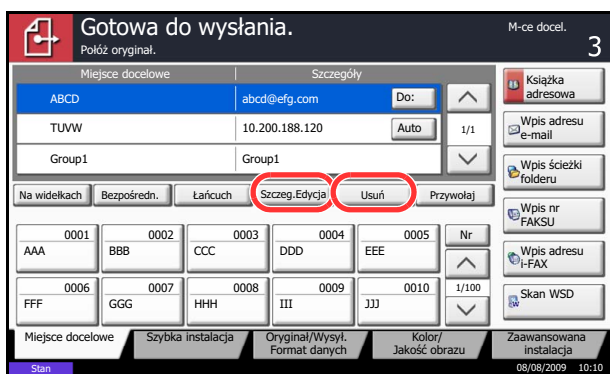 Gotowa do wysłania.
Położ oryginał.
M-ce docel.
3
Miejsce docelowe Szczegóły
ABCD abcd@efg.com Do:
TUVW 10.200.188.120 Auto 1/1
Group1 Group1
Na widełkach Bezpośredn. Łańcuch Szczeg.Edycja Usuń Przywołaj
0001 0002 0003 0004 0005 Nr
AAA BBB CCC DDD EEE
0006 0007 0008 0009 0010 1/100
FFF GGG HHH III JJJ
Książka
adresowa
Wpis adresu
e-mail
Wpis ścieżki
folderu
Wpis nr
FAKSU
Wpis adresu
i-FAX
Skan WSD
Miejsce docelowe
Szybka instalacja
Oryginał/Wysył.
Format danych
Kolor/
Jakość obrazu
Zaawansowana
instalacja
Stan 08/08/2009 10:10